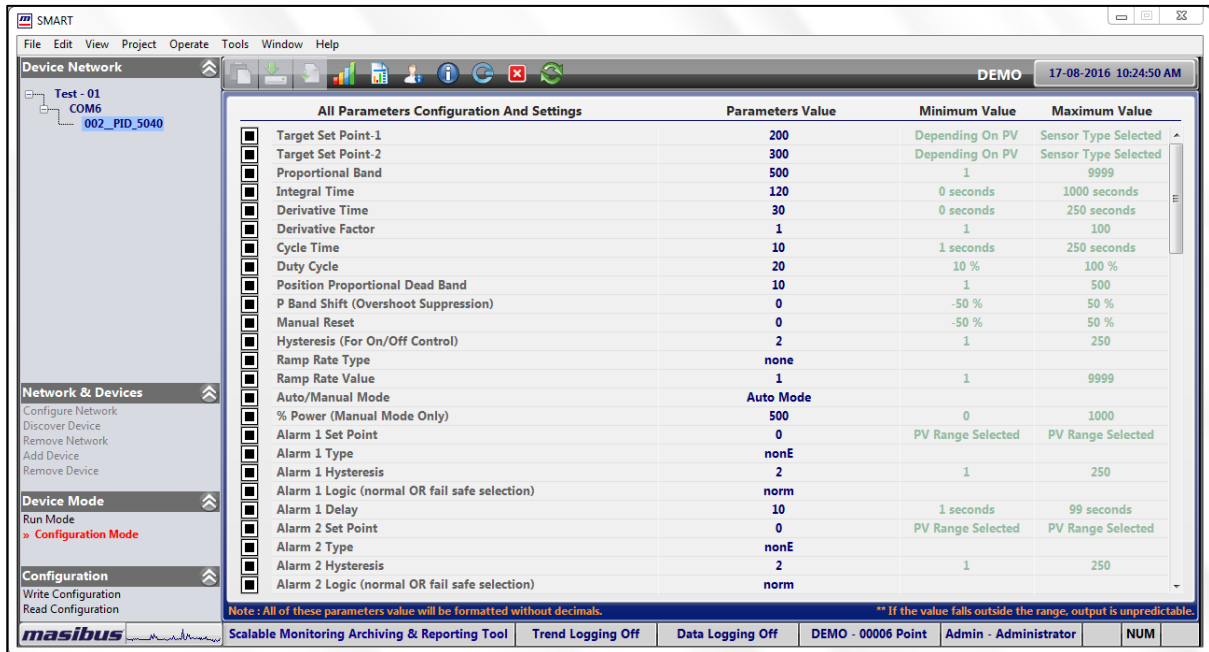 SMART
File Edit View Project Operate Tools Window Help
Device Network
Test - 01
COM6
002__PID_5040
DEMO
17-08-2016 10:24:50 AM
All Parameters Configuration And Settings Parameters Value Minimum Value Maximum Value
Target Set Point-1 200 Depending On PV Sensor Type Selected
Target Set Point-2 300 Depending On PV Sensor Type Selected
Proportional Band 500 1 9999
Integral Time 120 0 seconds 1000 seconds
Derivative Time 30 0 seconds 250 seconds
Derivative Factor 1 1 100
Cycle Time 10 1 seconds 250 seconds
Duty Cycle 20 10 % 100 %
Position Proportional Dead Band 10 1 500
P Band Shift (Overshoot Suppression) 0 -50 % 50 %
Manual Reset 0 -50 % 50 %
Hysteresis (For On/Off Control) 2 1 250
Ramp Rate Type none
Ramp Rate Value 1 1 9999
Auto/Manual Mode Auto Mode
% Power (Manual Mode Only) 500 0 1000
Alarm 1 Set Point 0 PV Range Selected PV Range Selected
Alarm 1 Type nonE
Alarm 1 Hysteresis 2 1 250
Alarm 1 Logic (normal OR fail safe selection) norm
Alarm 1 Delay 10 1 seconds 99 seconds
Alarm 2 Set Point 0 PV Range Selected PV Range Selected
Alarm 2 Type nonE
Alarm 2 Hysteresis 2 1 250
Alarm 2 Logic (normal OR fail safe selection) norm
Network & Devices
Configure Network
Discover Device
Remove Network
Add Device
Remove Device
Device Mode
Run Mode
» Configuration Mode
Configuration
Write Configuration
Read Configuration
Note : All of these parameters value will be formatted without decimals. ** If the value falls outside the range, output is unpredictable.
masibus Scalable Monitoring Archiving & Reporting Tool Trend Logging Off Data Logging Off DEMO - 00006 Point Admin - Administrator NUM